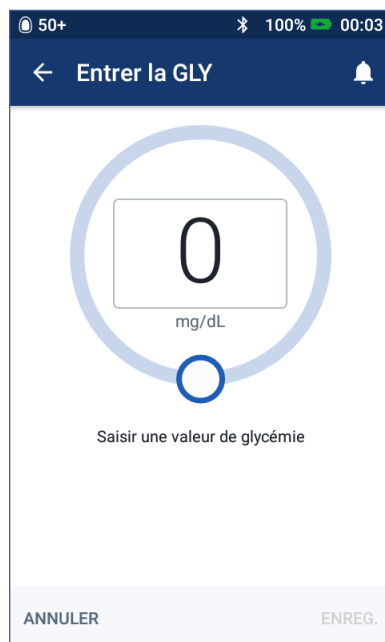 50+ 100% 00:03
Entrer la GLY
0
mg/dL
Saisir une valeur de glycémie
ANNULER ENREG.